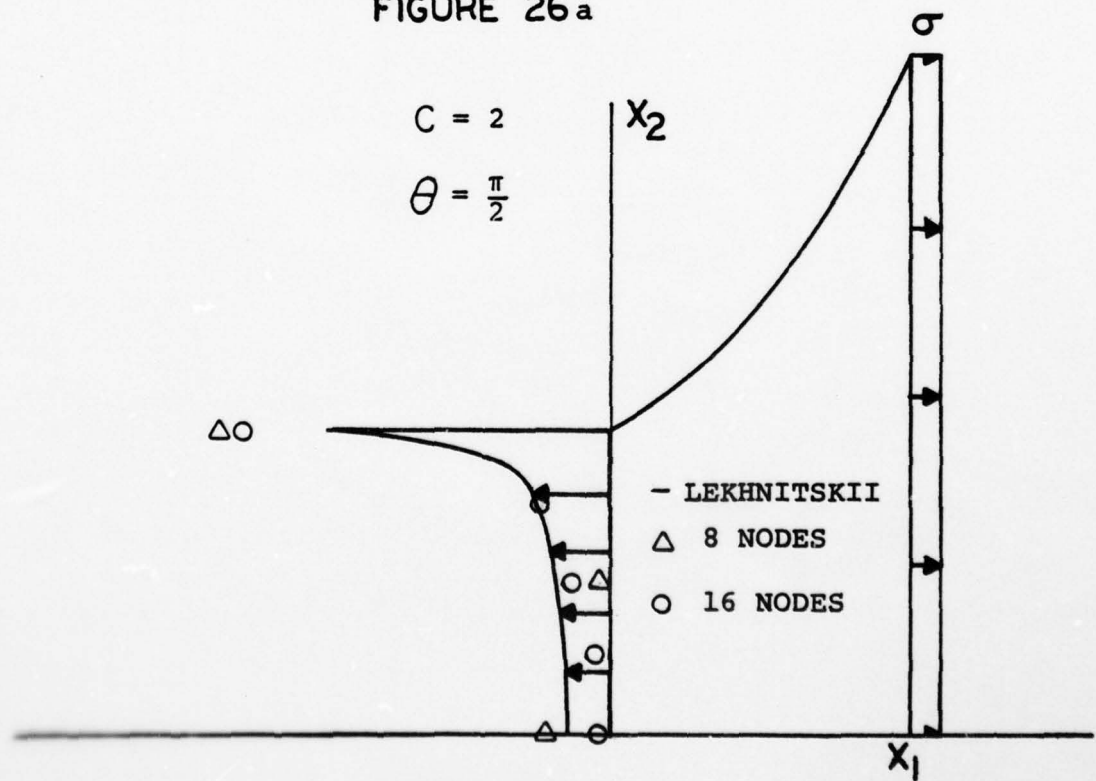 FIGURE 26a
σ
X₂
C = 2
θ = π/2
– LEKHNITSKII
△ 8 NODES
○ 16 NODES
X₁